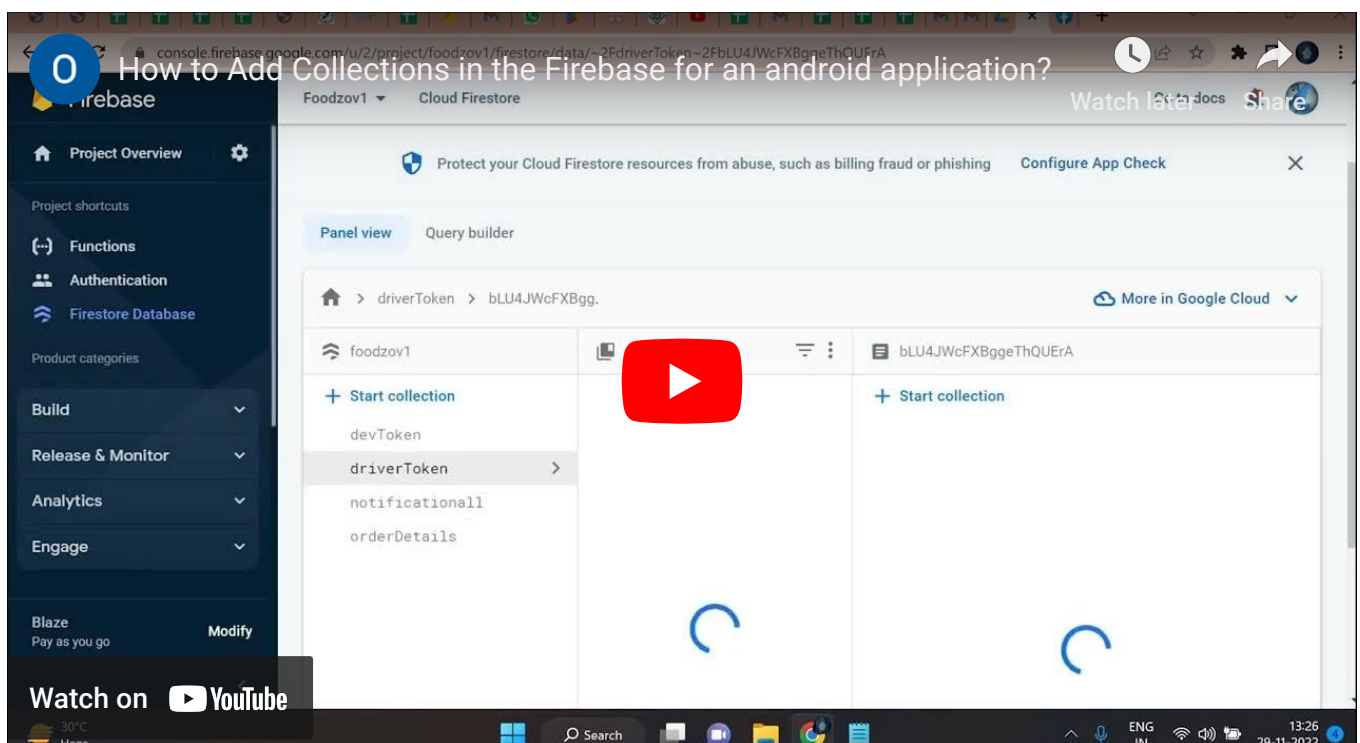 console.firebase.google.com/u/2/project/foodzov1/firestore/data/~2FdriverToken~2FbLU4JWcFXBggeThQUErA
O
How to Add Collections in the Firebase for an android application?
Firebase
Foodzov1
Cloud Firestore
Watch later
Go to docs
Share
Project Overview
Protect your Cloud Firestore resources from abuse, such as billing fraud or phishing
Configure App Check
Project shortcuts
Panel view
Query builder
Functions
Authentication
Firestore Database
driverToken
bLU4JWcFXBgg.
More in Google Cloud
Product categories
foodzov1
bLU4JWcFXBggeThQUErA
Start collection
Start collection
Build
devToken
Release & Monitor
driverToken
Analytics
notificationall
orderDetails
Engage
Blaze
Pay as you go
Modify
Watch on YouTube
30°C
Haze
Search
ENG
IN
13:26
29-11-2022
4